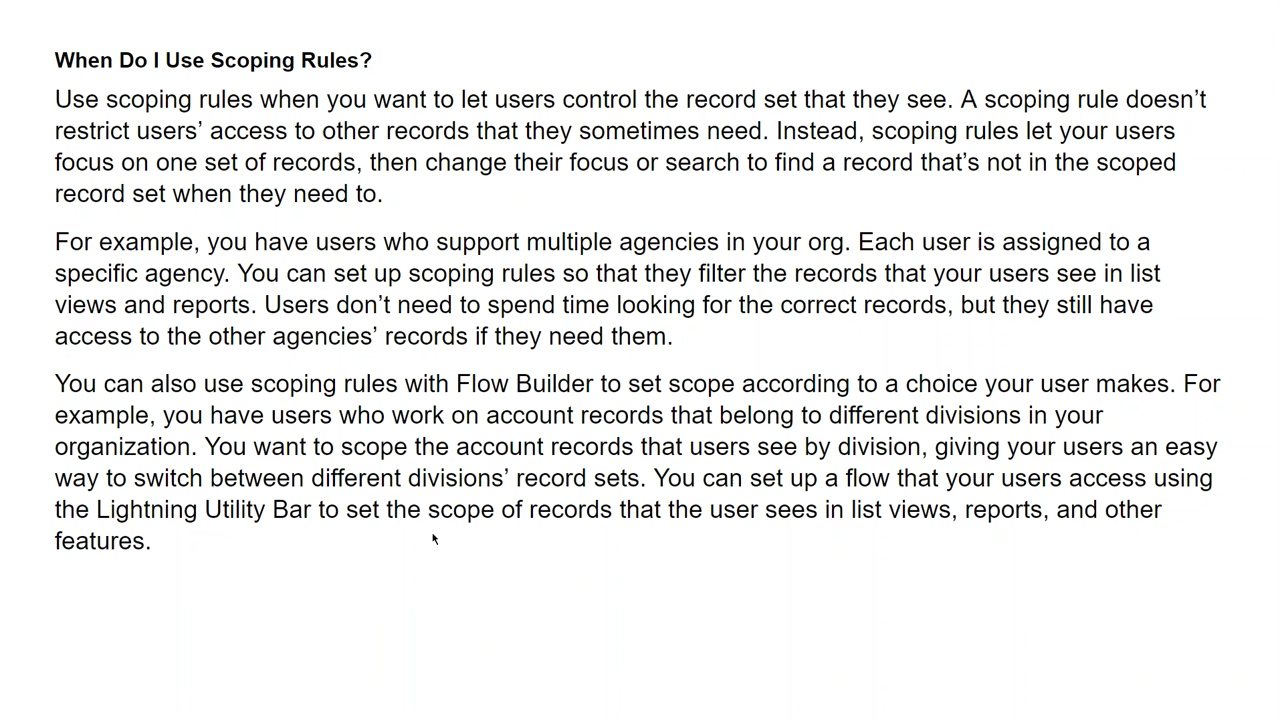 When Do I Use Scoping Rules?
Use scoping rules when you want to let users control the record set that they see. A scoping rule doesn’t
restrict users’ access to other records that they sometimes need. Instead, scoping rules let your users
focus on one set of records, then change their focus or search to find a record that’s not in the scoped
record set when they need to.
For example, you have users who support multiple agencies in your org. Each user is assigned to a
specific agency. You can set up scoping rules so that they filter the records that your users see in list
views and reports. Users don’t need to spend time looking for the correct records, but they still have
access to the other agencies’ records if they need them.
You can also use scoping rules with Flow Builder to set scope according to a choice your user makes. For
example, you have users who work on account records that belong to different divisions in your
organization. You want to scope the account records that users see by division, giving your users an easy
way to switch between different divisions’ record sets. You can set up a flow that your users access using
the Lightning Utility Bar to set the scope of records that the user sees in list views, reports, and other
features.